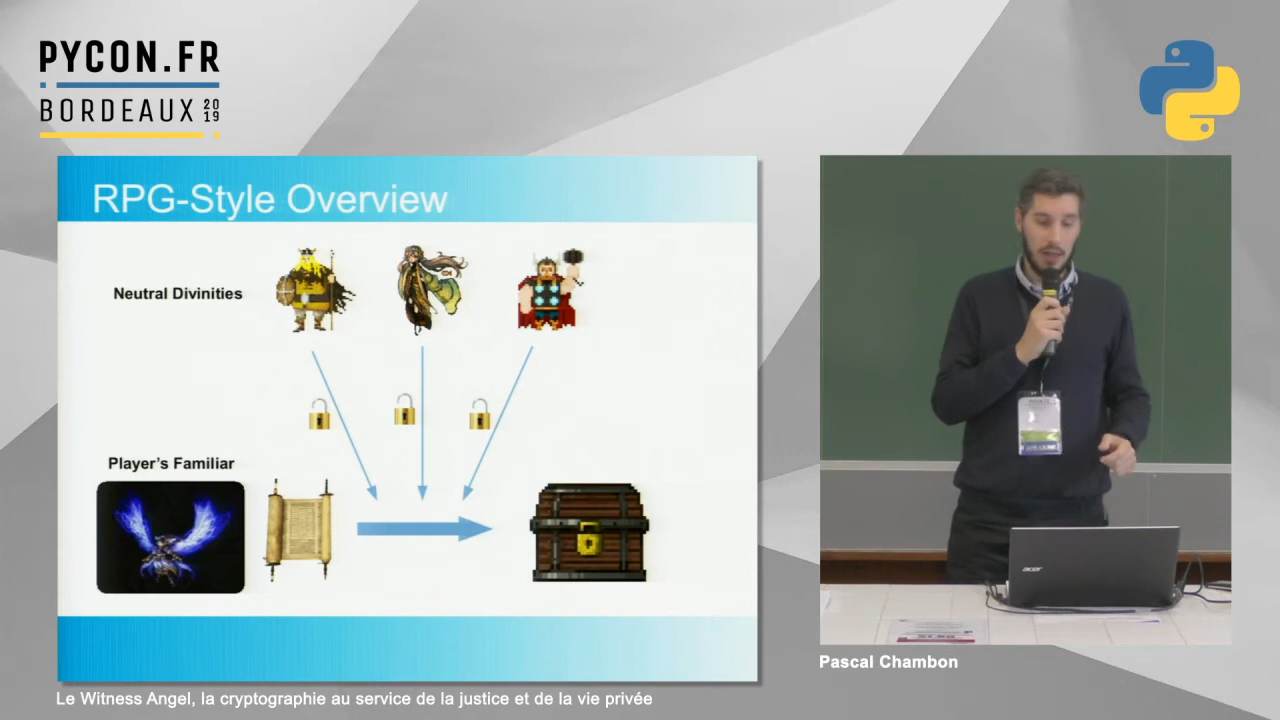 PYCON.FR
BORDEAUX 2019
RPG-Style Overview
Neutral Divinities
Player's Familiar
acer
Pascal Chambon
Le Witness Angel, la cryptographie au service de la justice et de la vie privée